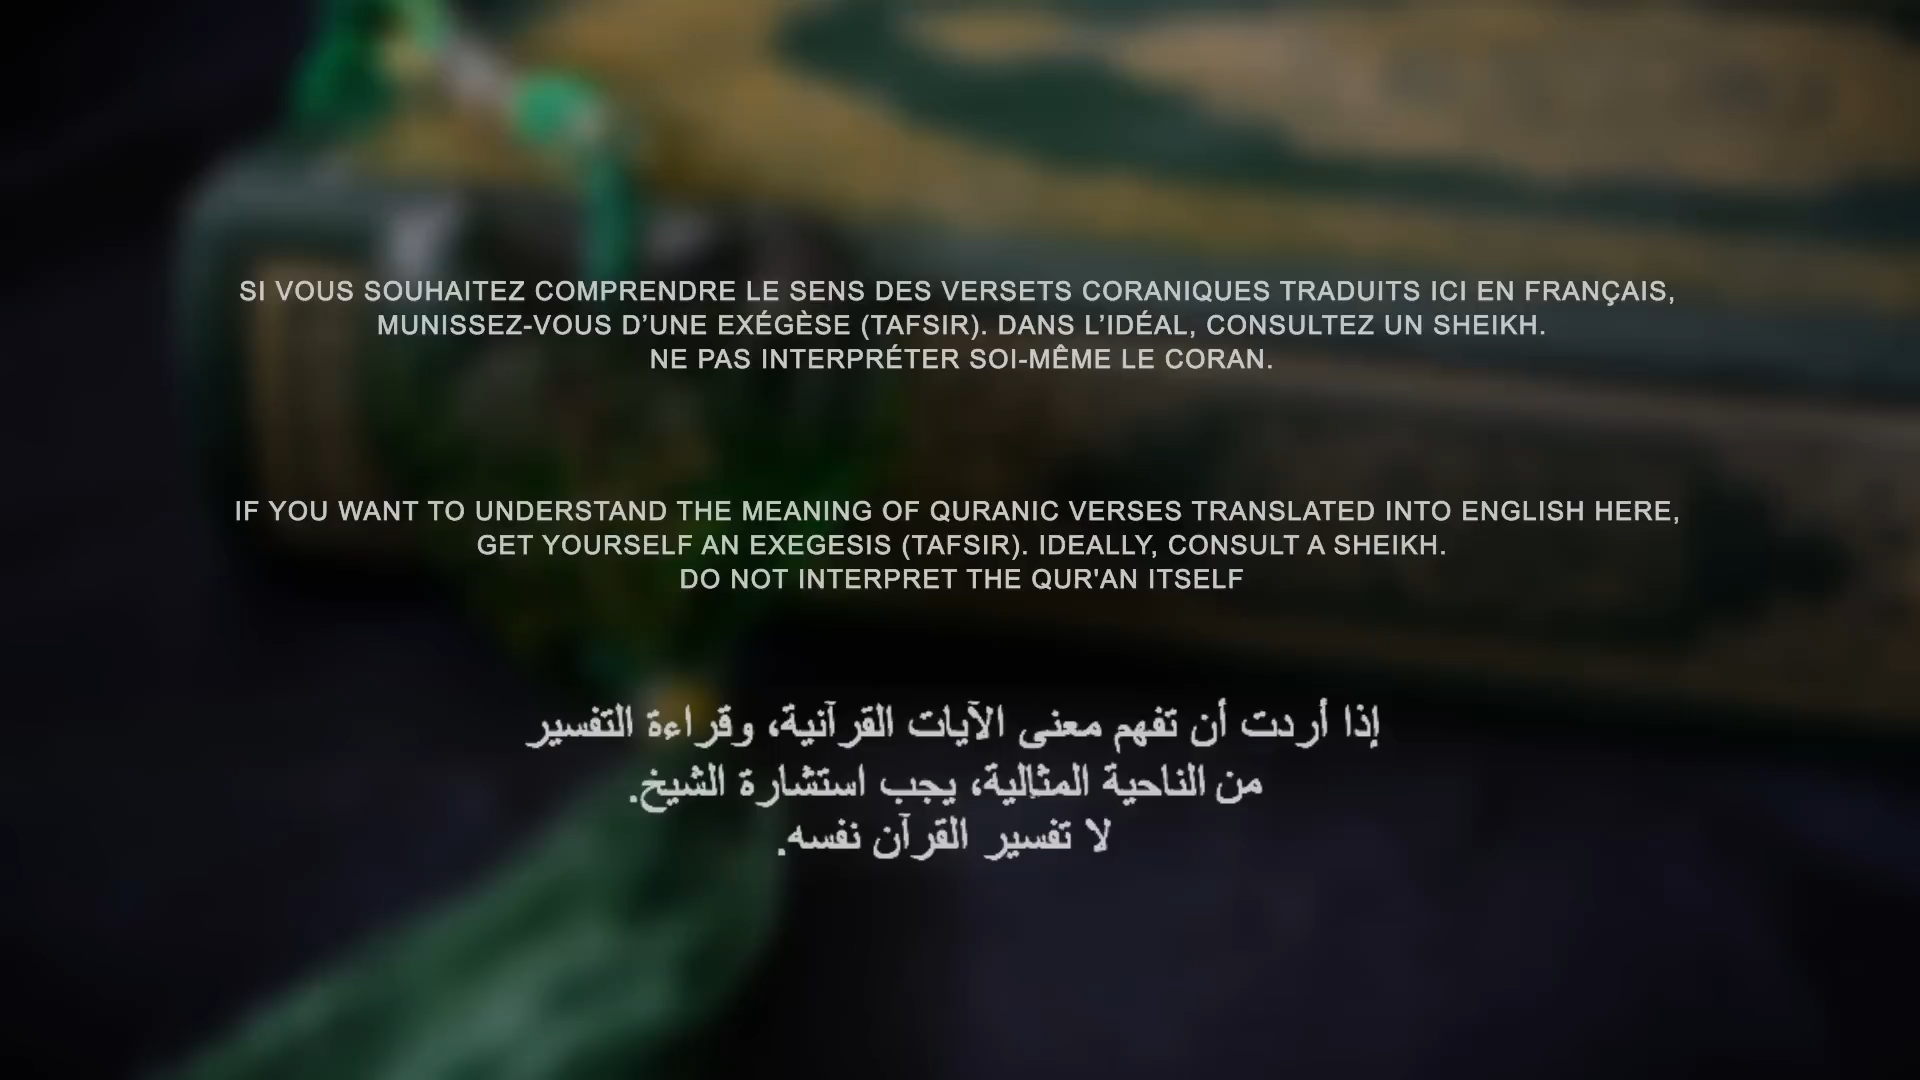 SI VOUS SOUHAITEZ COMPRENDRE LE SENS DES VERSETS CORANIQUES TRADUITS ICI EN FRANÇAIS,
MUNISSEZ-VOUS D’UNE EXÉGÈSE (TAFSIR). DANS L’IDÉAL, CONSULTEZ UN SHEIKH.
NE PAS INTERPRÉTER SOI-MÊME LE CORAN.
IF YOU WANT TO UNDERSTAND THE MEANING OF QURANIC VERSES TRANSLATED INTO ENGLISH HERE,
GET YOURSELF AN EXEGESIS (TAFSIR). IDEALLY, CONSULT A SHEIKH.
DO NOT INTERPRET THE QUR'AN ITSELF
إذا أردت أن تفهم معنى الآيات القرآنية، وقراءة التفسير
من الناحية المثالية، يجب استشارة الشيخ.
لا تفسير القرآن نفسه.